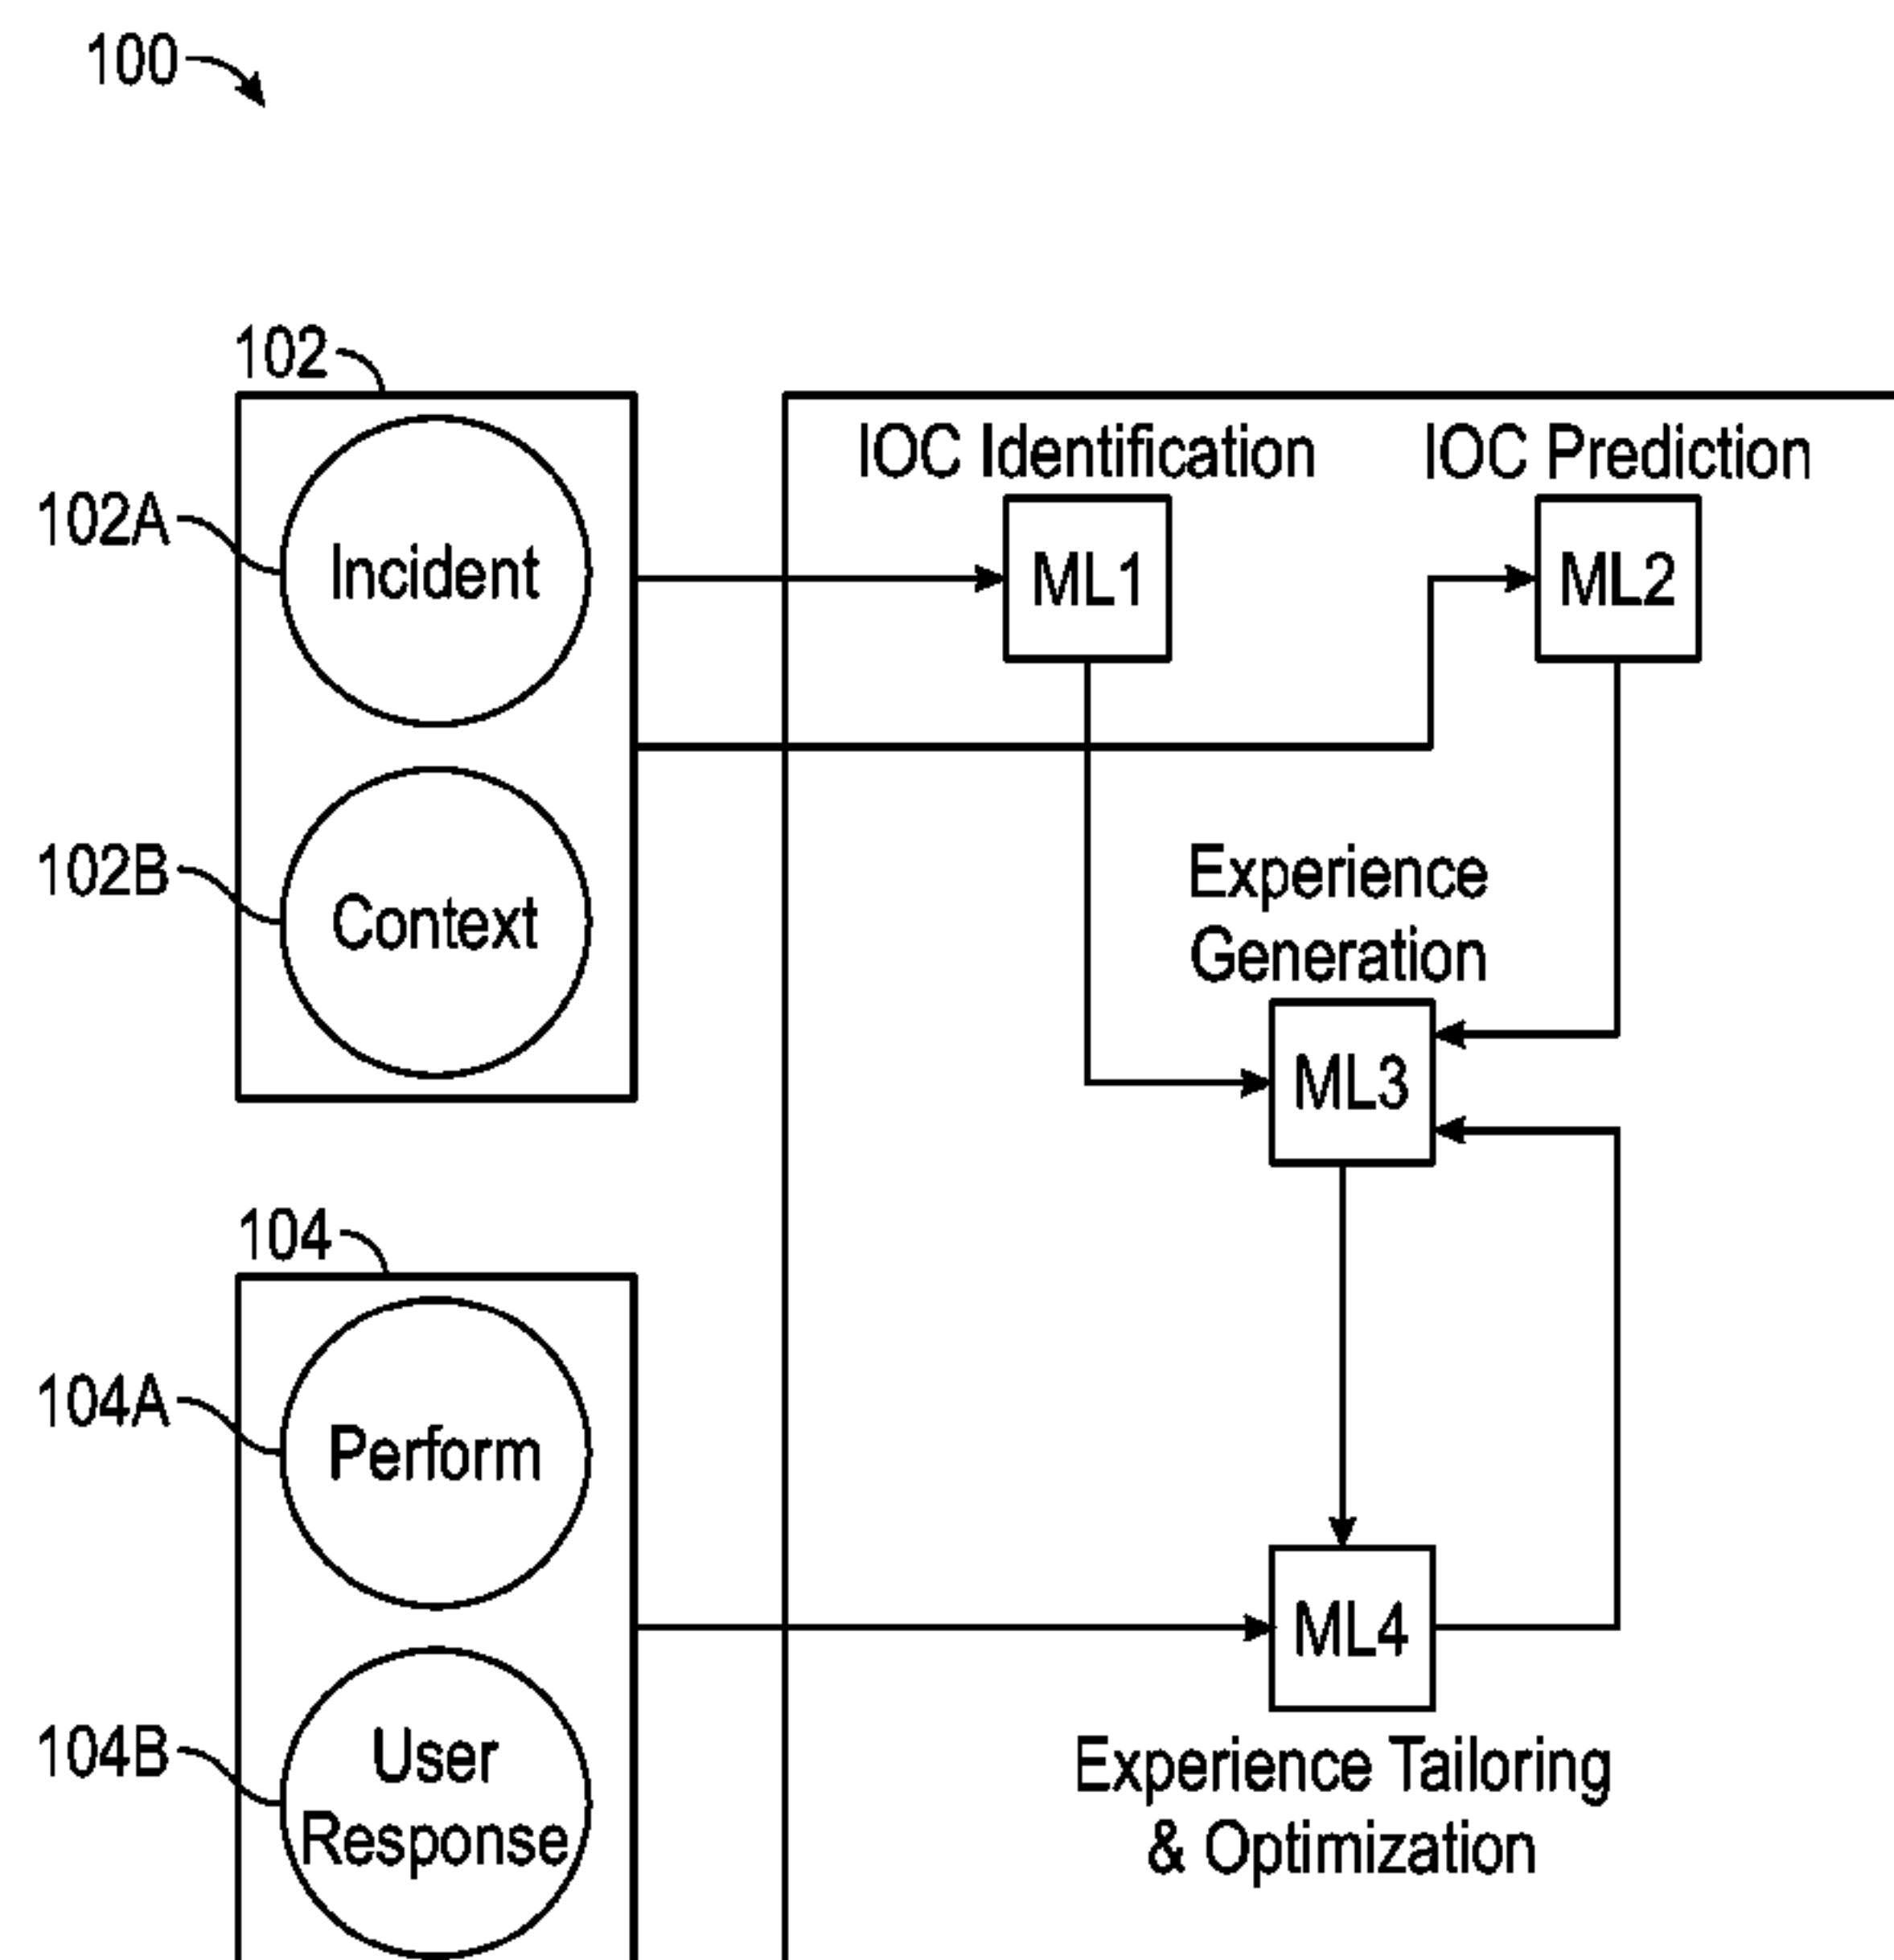 100
102
IOC Identification
IOC Prediction
102A
Incident
ML1
ML2
102B
Context
Experience
Generation
ML3
104
104A
Perform
ML4
104B
User
Response
Experience Tailoring
& Optimization